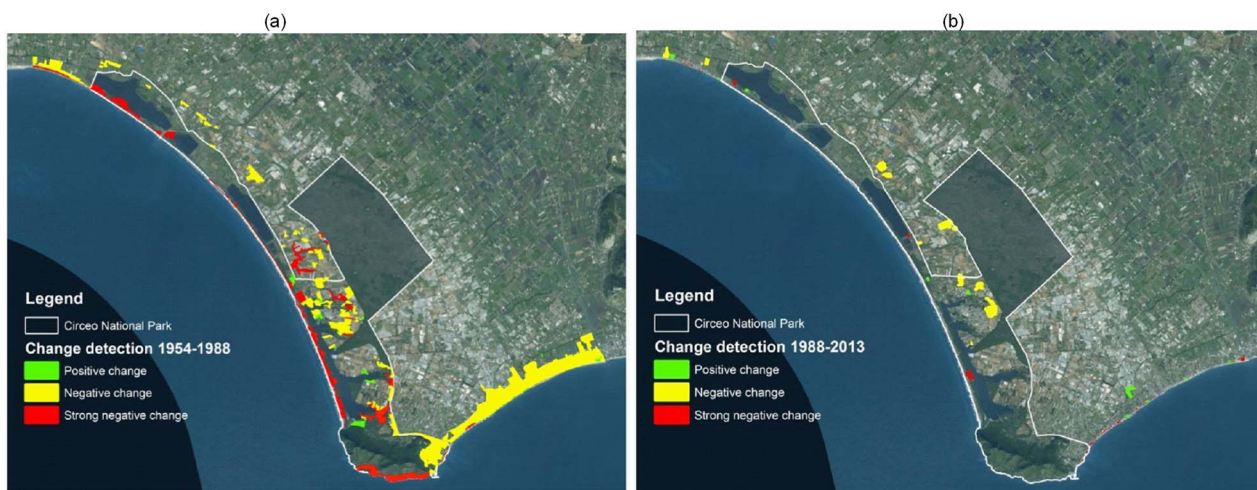 (a)
(b)
Legend
Circeo National Park
Change detection 1954-1988
Positive change
Negative change
Strong negative change
Legend
Circeo National Park
Change detection 1988-2013
Positive change
Negative change
Strong negative change